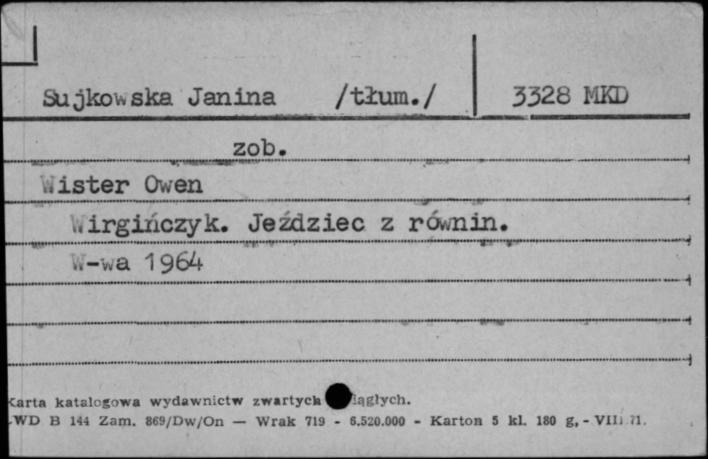 Sujkowska Janina /tłum./ 3328 MKD
zob.
Wister Owen
Wirgińczyk. Jeździec z równin.
W-wa 1964
Karta katalogowa wydawnictw zwartych
WD B 144 Zam. 869/Dw/On — Wrak 719 - 6.520.000 - Karton 5 kl. 180 g, - VIII 71.